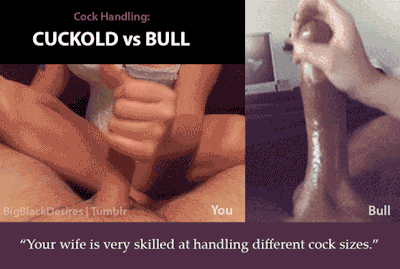 Cock Handling:
CUCKOLD vs BULL
BigBlackDesires | Tumblr
You
Bull
“Your wife is very skilled at handling different cock sizes.”